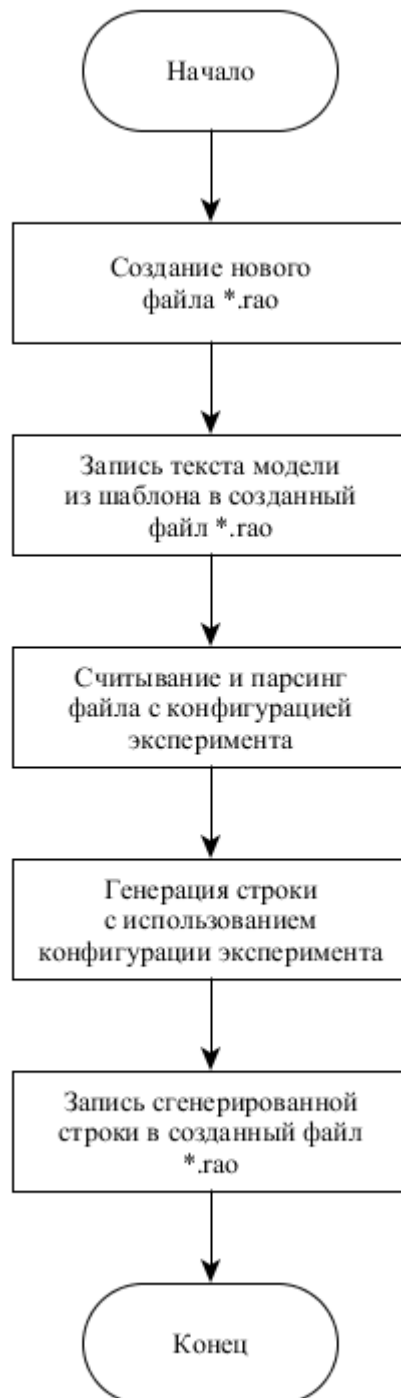 Начало
Создание нового
файла *.rao
Запись текста модели
из шаблона в созданный
файл *.rao
Считывание и парсинг
файла с конфигурацией
эксперимента
Генерация строки
с использованием
конфигурации эксперимента
Запись сгенерированной
строки в созданный файл
*.rao
Конец